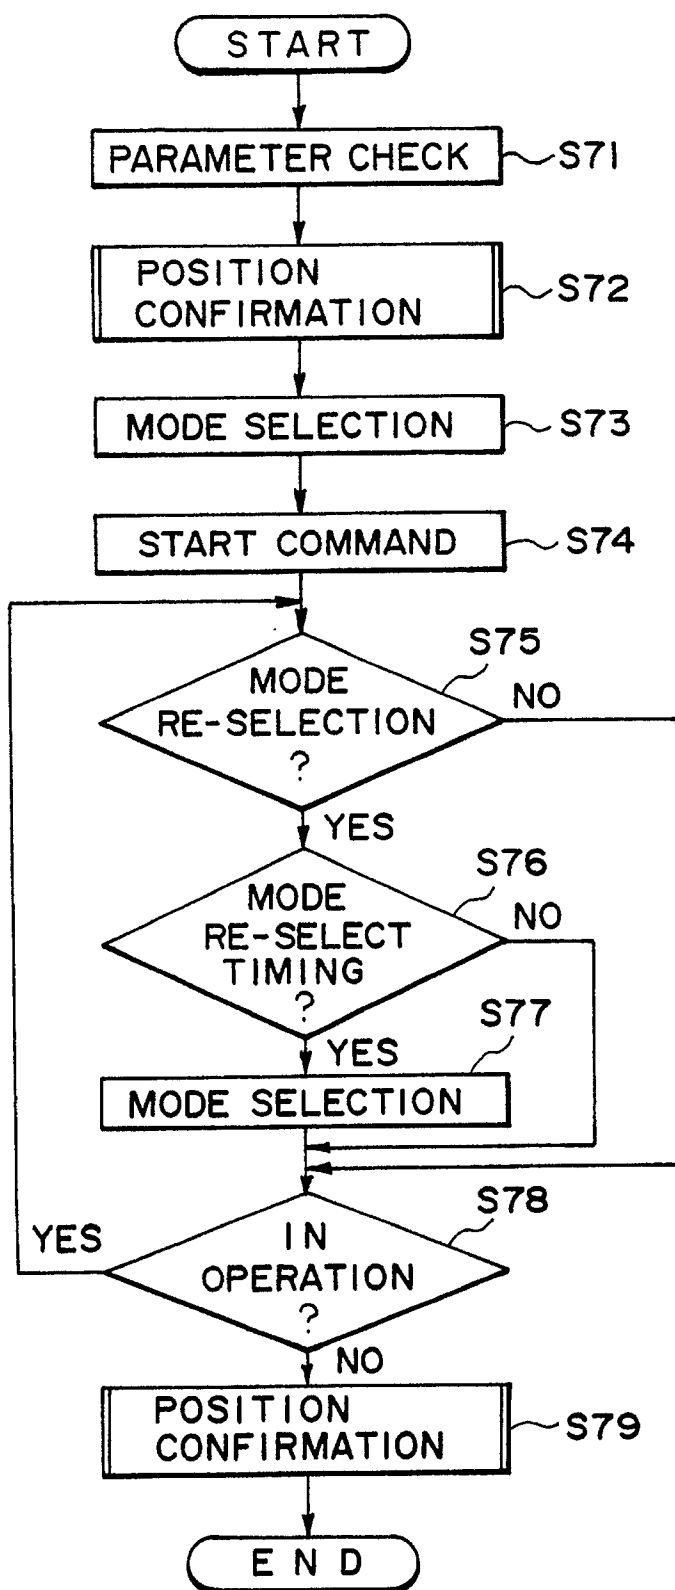 START
PARAMETER CHECK
S71
POSITION
CONFIRMATION
S72
MODE SELECTION
S73
START COMMAND
S74
S75
MODE
RE-SELECTION
?
NO
YES
S76
MODE
RE-SELECT
TIMING
?
NO
S77
YES
MODE SELECTION
S78
YES
IN
OPERATION
?
NO
POSITION
CONFIRMATION
S79
END